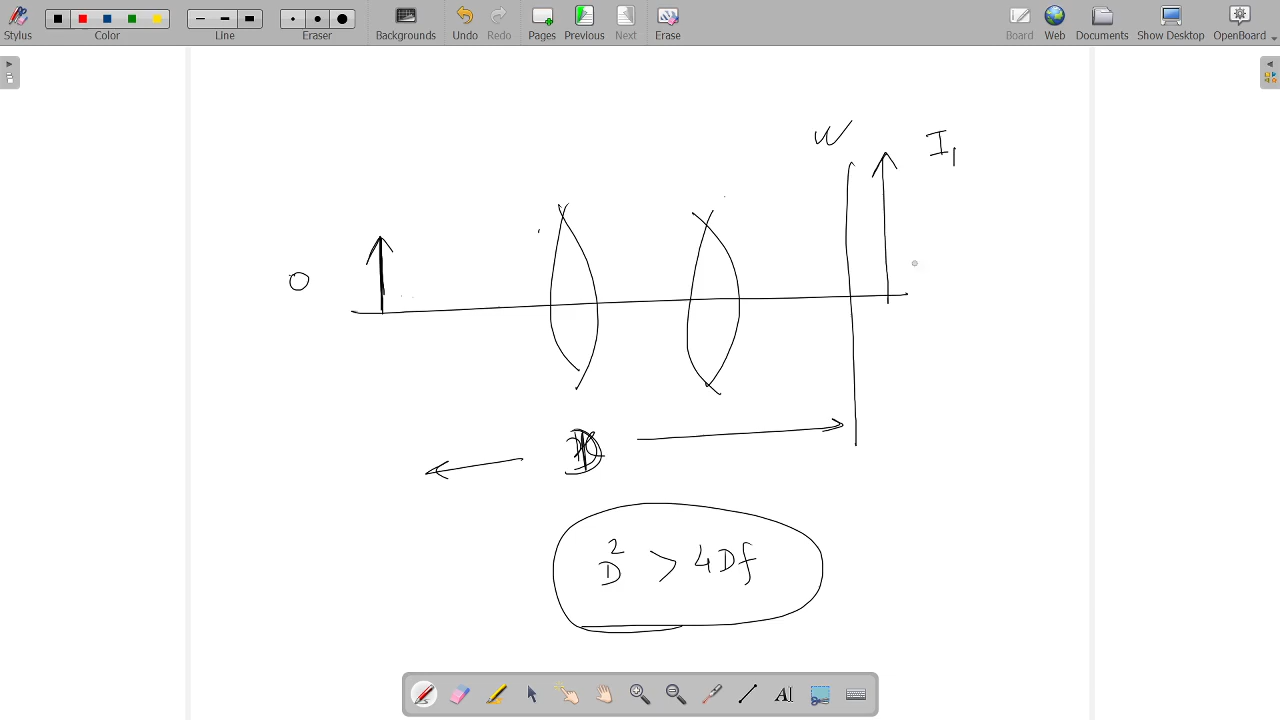 Stylus Color Line Eraser Backgrounds Undo Redo Pages Previous Next Erase Board Web Documents Show Desktop OpenBoard
W
I₁
O
D
D² > 4Df
AI